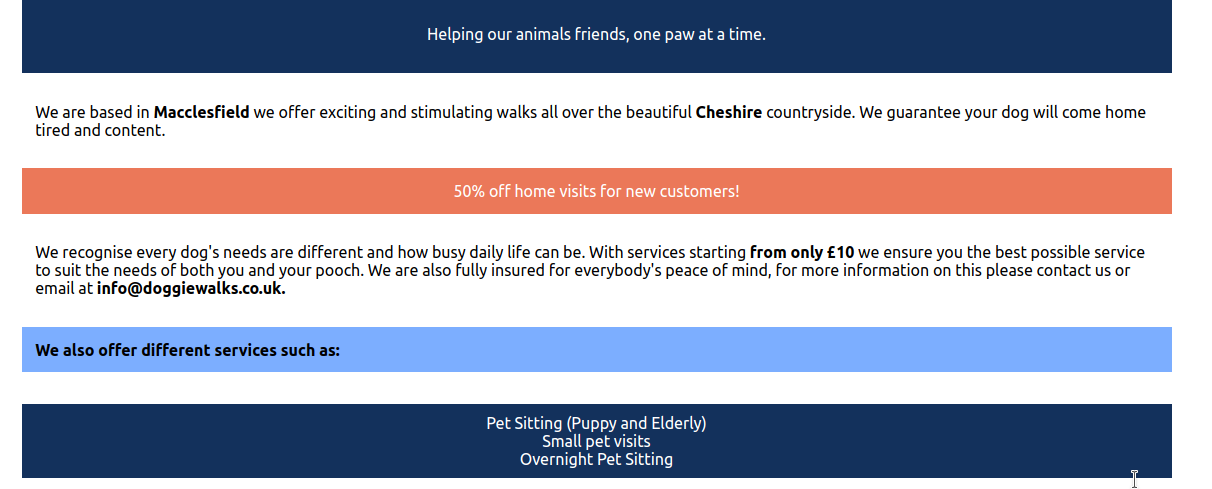 Helping our animals friends, one paw at a time.
We are based in Macclesfield we offer exciting and stimulating walks all over the beautiful Cheshire countryside. We guarantee your dog will come home
tired and content.
50% off home visits for new customers!
We recognise every dog's needs are different and how busy daily life can be. With services starting from only £10 we ensure you the best possible service
to suit the needs of both you and your pooch. We are also fully insured for everybody's peace of mind, for more information on this please contact us or
email at info@doggiewalks.co.uk.
We also offer different services such as:
Pet Sitting (Puppy and Elderly)
Small pet visits
Overnight Pet Sitting